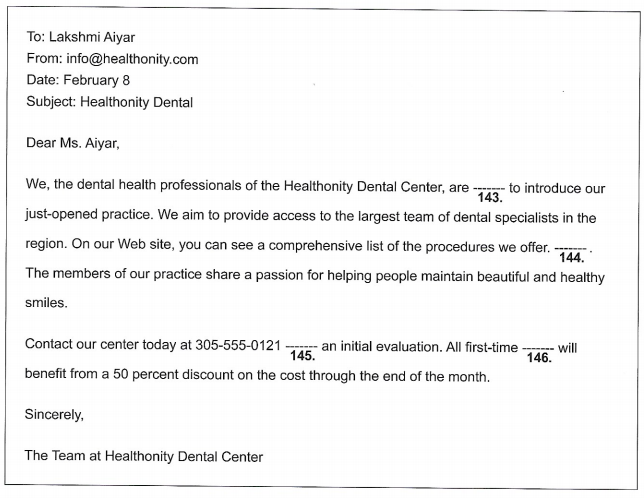 To: Lakshmi Aiyar
From: info@healthonity.com
Date: February 8
Subject: Healthonity Dental
Dear Ms. Aiyar,
We, the dental health professionals of the Healthonity Dental Center, are ------- to introduce our
143.
just-opened practice. We aim to provide access to the largest team of dental specialists in the
region. On our Web site, you can see a comprehensive list of the procedures we offer. ------- .
144.
The members of our practice share a passion for helping people maintain beautiful and healthy
smiles.
Contact our center today at 305-555-0121 ------- an initial evaluation. All first-time ------- will
145. 146.
benefit from a 50 percent discount on the cost through the end of the month.
Sincerely,
The Team at Healthonity Dental Center